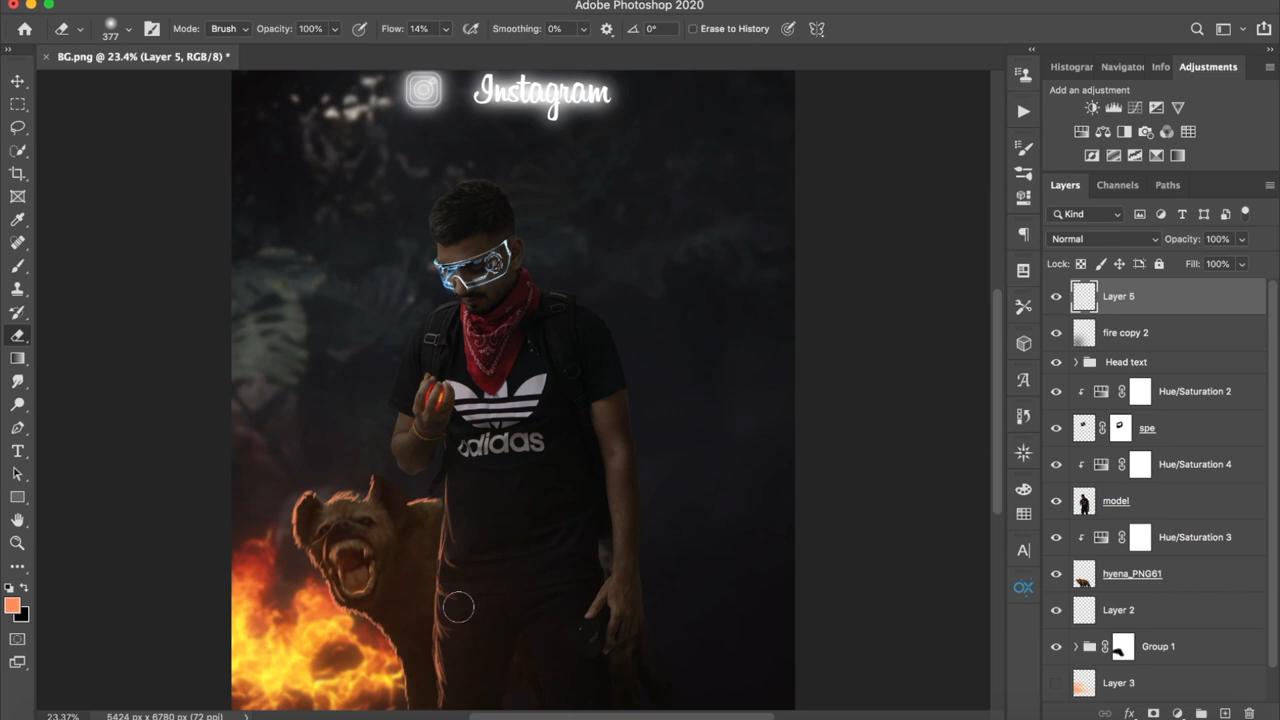 Adobe Photoshop 2020
377
Mode: Brush
Opacity: 100%
Flow: 14%
Smoothing: 0%
0°
Erase to History
BG.png @ 23.4% (Layer 5, RGB/8) *
Instagram
adidas
Histogram
Navigator
Info
Adjustments
Add an adjustment
Layers
Channels
Paths
Kind
Normal
Opacity: 100%
Lock:
Fill: 100%
Layer 5
fire copy 2
Head text
Hue/Saturation 2
spe
Hue/Saturation 4
model
Hue/Saturation 3
hyena_PNG61
Layer 2
Group 1
Layer 3
fx
23.37%
5424 px x 6780 px (72 ppi)